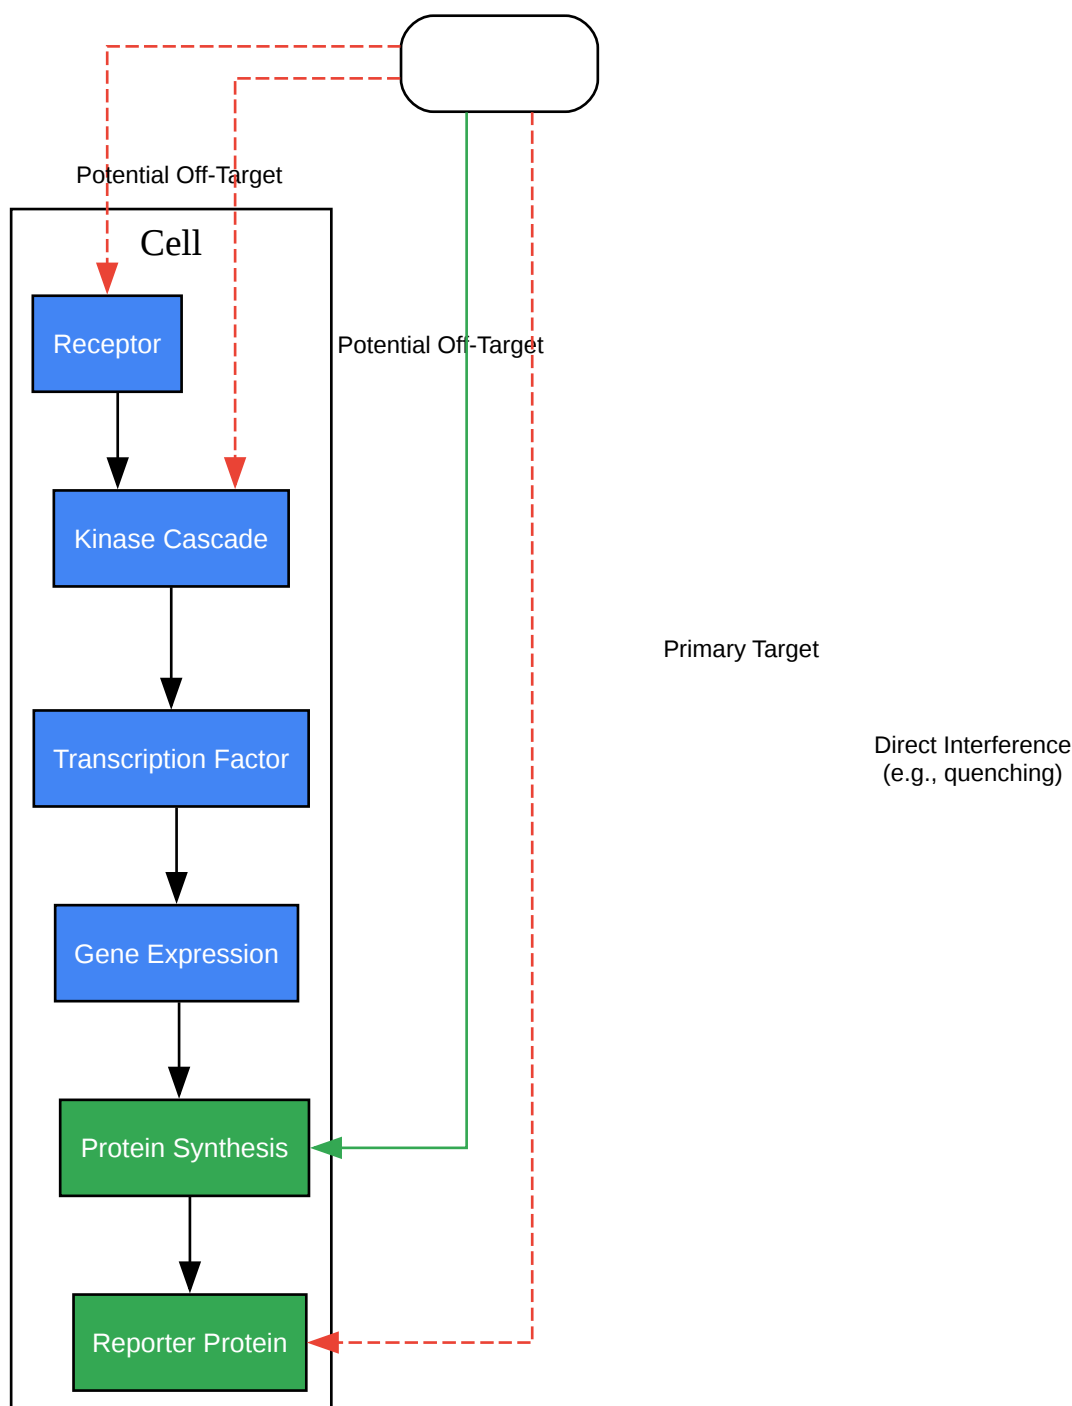 Potential Off-Target
Cell
Receptor
Potential Off-Target
Kinase Cascade
Primary Target
Direct Interference
(e.g., quenching)
Transcription Factor
Gene Expression
Protein Synthesis
Reporter Protein